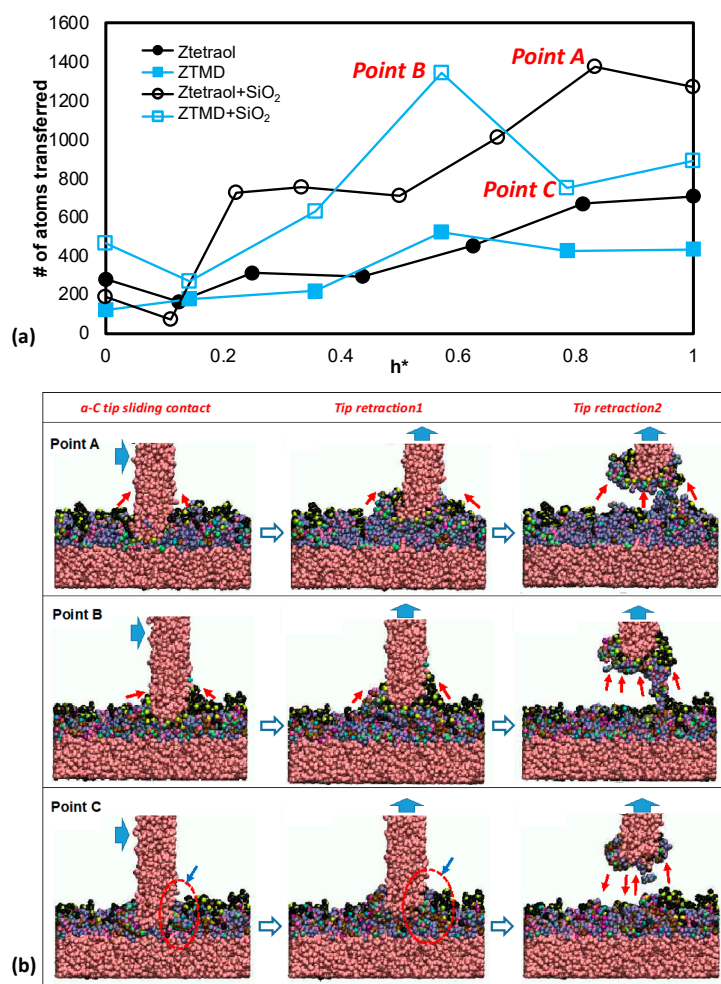 1600
1400
1200
1000
800
600
400
200
0
# of atoms transferred
Ztetraol
ZTMD
Ztetraol+SiO₂
ZTMD+SiO₂
Point B
Point A
Point C
0
0.2
0.4
0.6
0.8
1
h*
(a)
a-C tip sliding contact
Tip retraction1
Tip retraction2
Point A
Point B
Point C
(b)